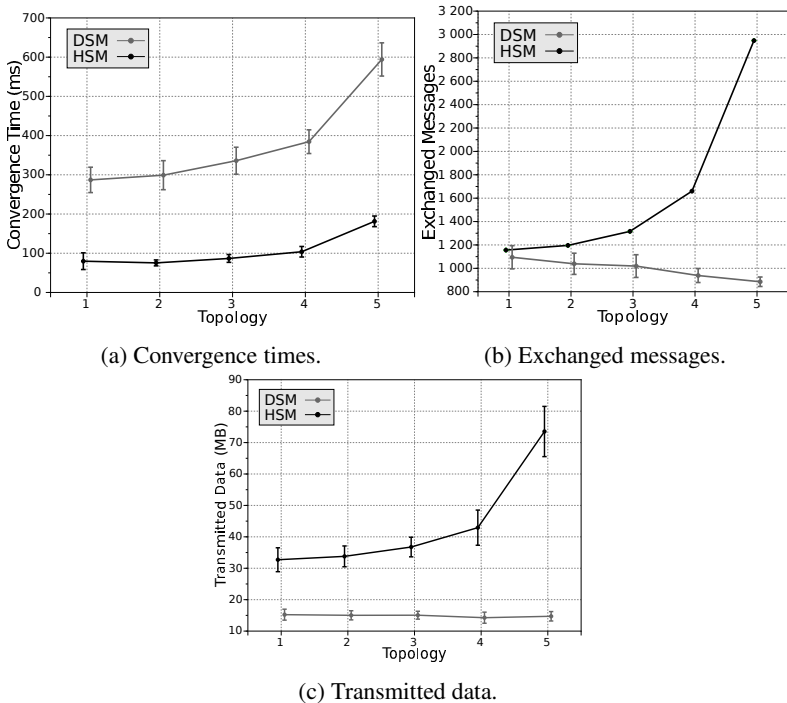 700
600
500
400
300
200
100
0
DSM
HSM
Convergence Time (ms)
1 2 3 4 5
Topology
(a) Convergence times.
3 200
3 000
2 800
2 600
2 400
2 200
2 000
1 800
1 600
1 400
1 200
1 000
800
DSM
HSM
Exchanged Messages
1 2 3 4 5
Topology
(b) Exchanged messages.
90
80
70
60
50
40
30
20
10
DSM
HSM
Transmitted Data (MB)
1 2 3 4 5
Topology
(c) Transmitted data.